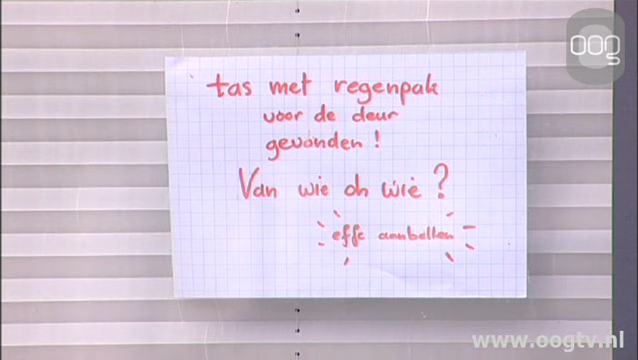 oog
tas met regenpak
voor de deur
gevonden!
Van wie oh wie?
effe aanbellen
www.oogtv.nl